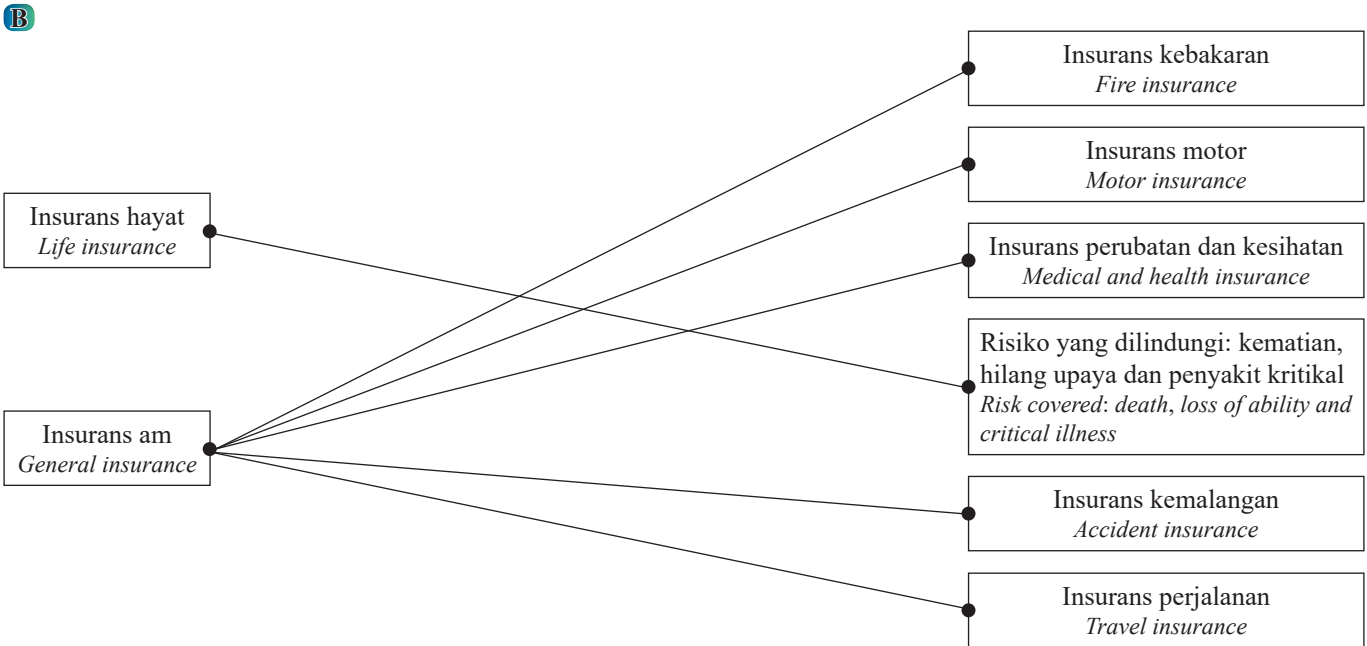 B
Insurans kebakaran
Fire insurance
Insurans motor
Motor insurance
Insurans hayat
Life insurance
Insurans perubatan dan kesihatan
Medical and health insurance
Risiko yang dilindungi: kematian,
hilang upaya dan penyakit kritikal
Risk covered: death, loss of ability and
critical illness
Insurans am
General insurance
Insurans kemalangan
Accident insurance
Insurans perjalanan
Travel insurance